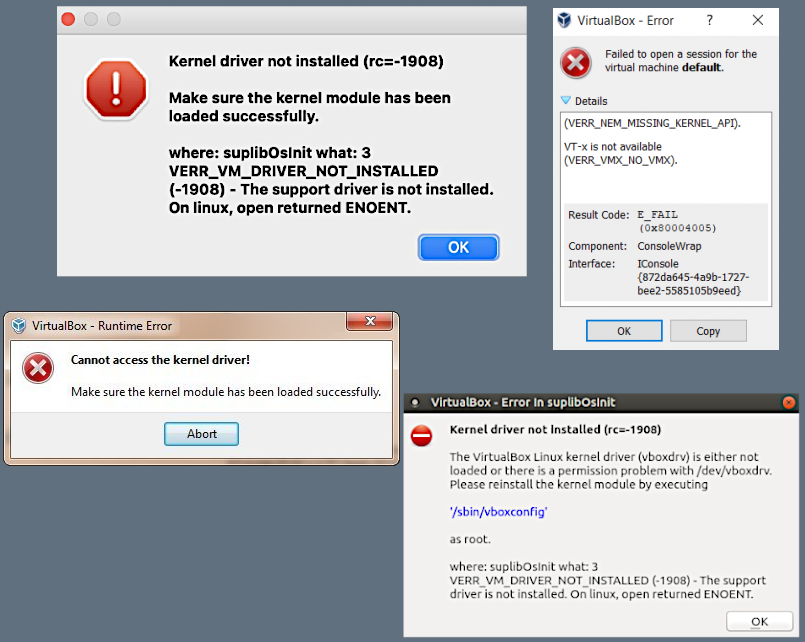 Kernel driver not installed (rc=-1908)
Make sure the kernel module has been
loaded successfully.
where: suplibOsInit what: 3
VERR_VM_DRIVER_NOT_INSTALLED
(-1908) - The support driver is not installed.
On linux, open returned ENOENT.
OK
VirtualBox - Error
?
Failed to open a session for the
virtual machine default.
Details
(VERR_NEM_MISSING_KERNEL_API).
VT-x is not available
(VERR_VMX_NO_VMX).
Result Code: E_FAIL
(0x80004005)
Component: ConsoleWrap
Interface: IConsole
{872da645-4a9b-1727-
bee2-5585105b9eed}
OK Copy
VirtualBox - Runtime Error
Cannot access the kernel driver!
Make sure the kernel module has been loaded successfully.
Abort
VirtualBox - Error In suplibOsInit
Kernel driver not installed (rc=-1908)
The VirtualBox Linux kernel driver (vboxdrv) is either not
loaded or there is a permission problem with /dev/vboxdrv.
Please reinstall the kernel module by executing
'/sbin/vboxconfig'
as root.
where: suplibOsInit what: 3
VERR_VM_DRIVER_NOT_INSTALLED (-1908) - The support
driver is not installed. On linux, open returned ENOENT.
OK